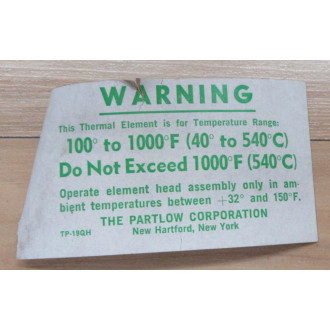 WARNING
This Thermal Element is for Temperature Range:
100° to 1000°F (40° to 540°C)
Do Not Exceed 1000°F (540°C)
Operate element head assembly only in am-
bient temperatures between +32° and 150°F.
THE PARTLOW CORPORATION
TP-19GH New Hartford, New York